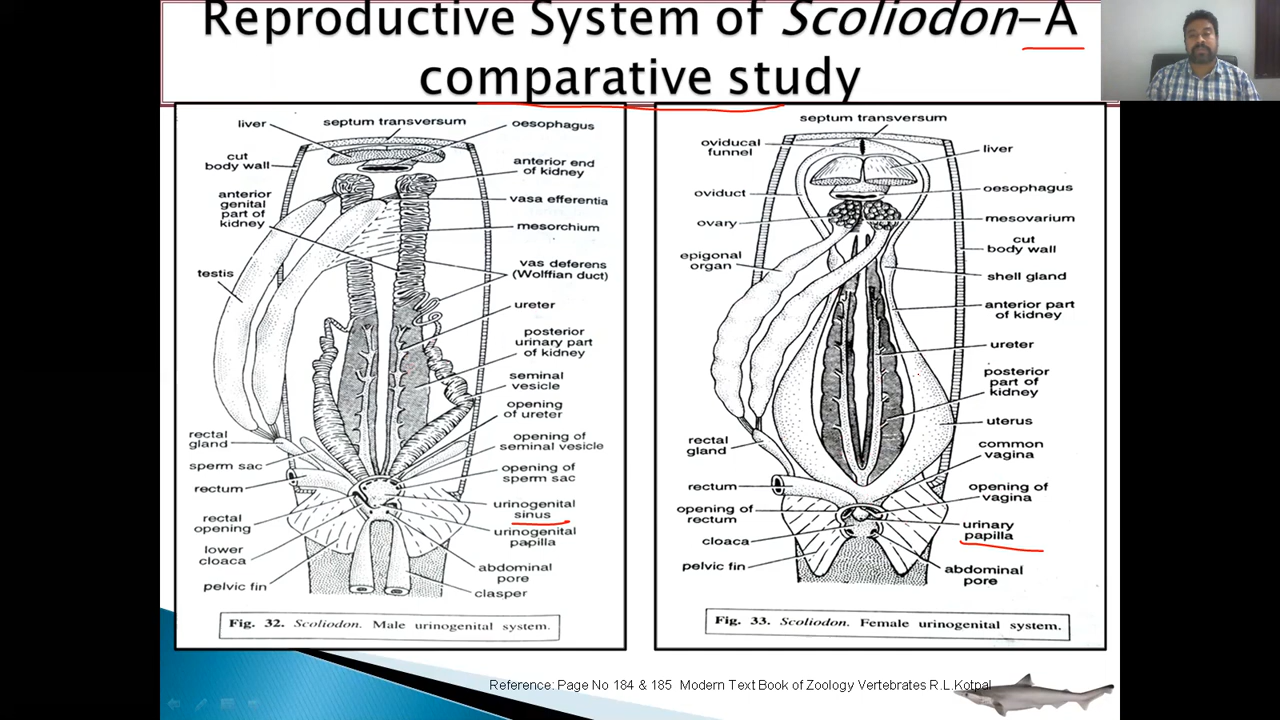 Reproductive System of Scoliodon-A
comparative study
liver
septum transversum
oesophagus
cut
body wall
anterior end
of kidney
anterior
genital
part of
kidney
vasa efferentia
mesorchium
testis
vas deferens
(Wolffian duct)
ureter
posterior
urinary part
of kidney
seminal
vesicle
opening
of ureter
rectal
gland
opening of
seminal vesicle
sperm sac
opening of
sperm sac
rectum
urinogenital
sinus
rectal
opening
urinogenital
papilla
lower
cloaca
abdominal
pore
pelvic fin
clasper
Fig. 32. Scoliodon. Male urinogenital system.
septum transversum
oviducal
funnel
liver
oviduct
oesophagus
ovary
mesovarium
cut
body wall
epigonal
organ
shell gland
anterior part
of kidney
ureter
posterior
part of
kidney
uterus
rectal
gland
common
vagina
rectum
opening of
vagina
opening of
rectum
urinary
papilla
cloaca
pelvic fin
abdominal
pore
Fig. 33. Scoliodon. Female urinogenital system.
Reference: Page No 184 & 185 Modern Text Book of Zoology Vertebrates R.L.Kotpal